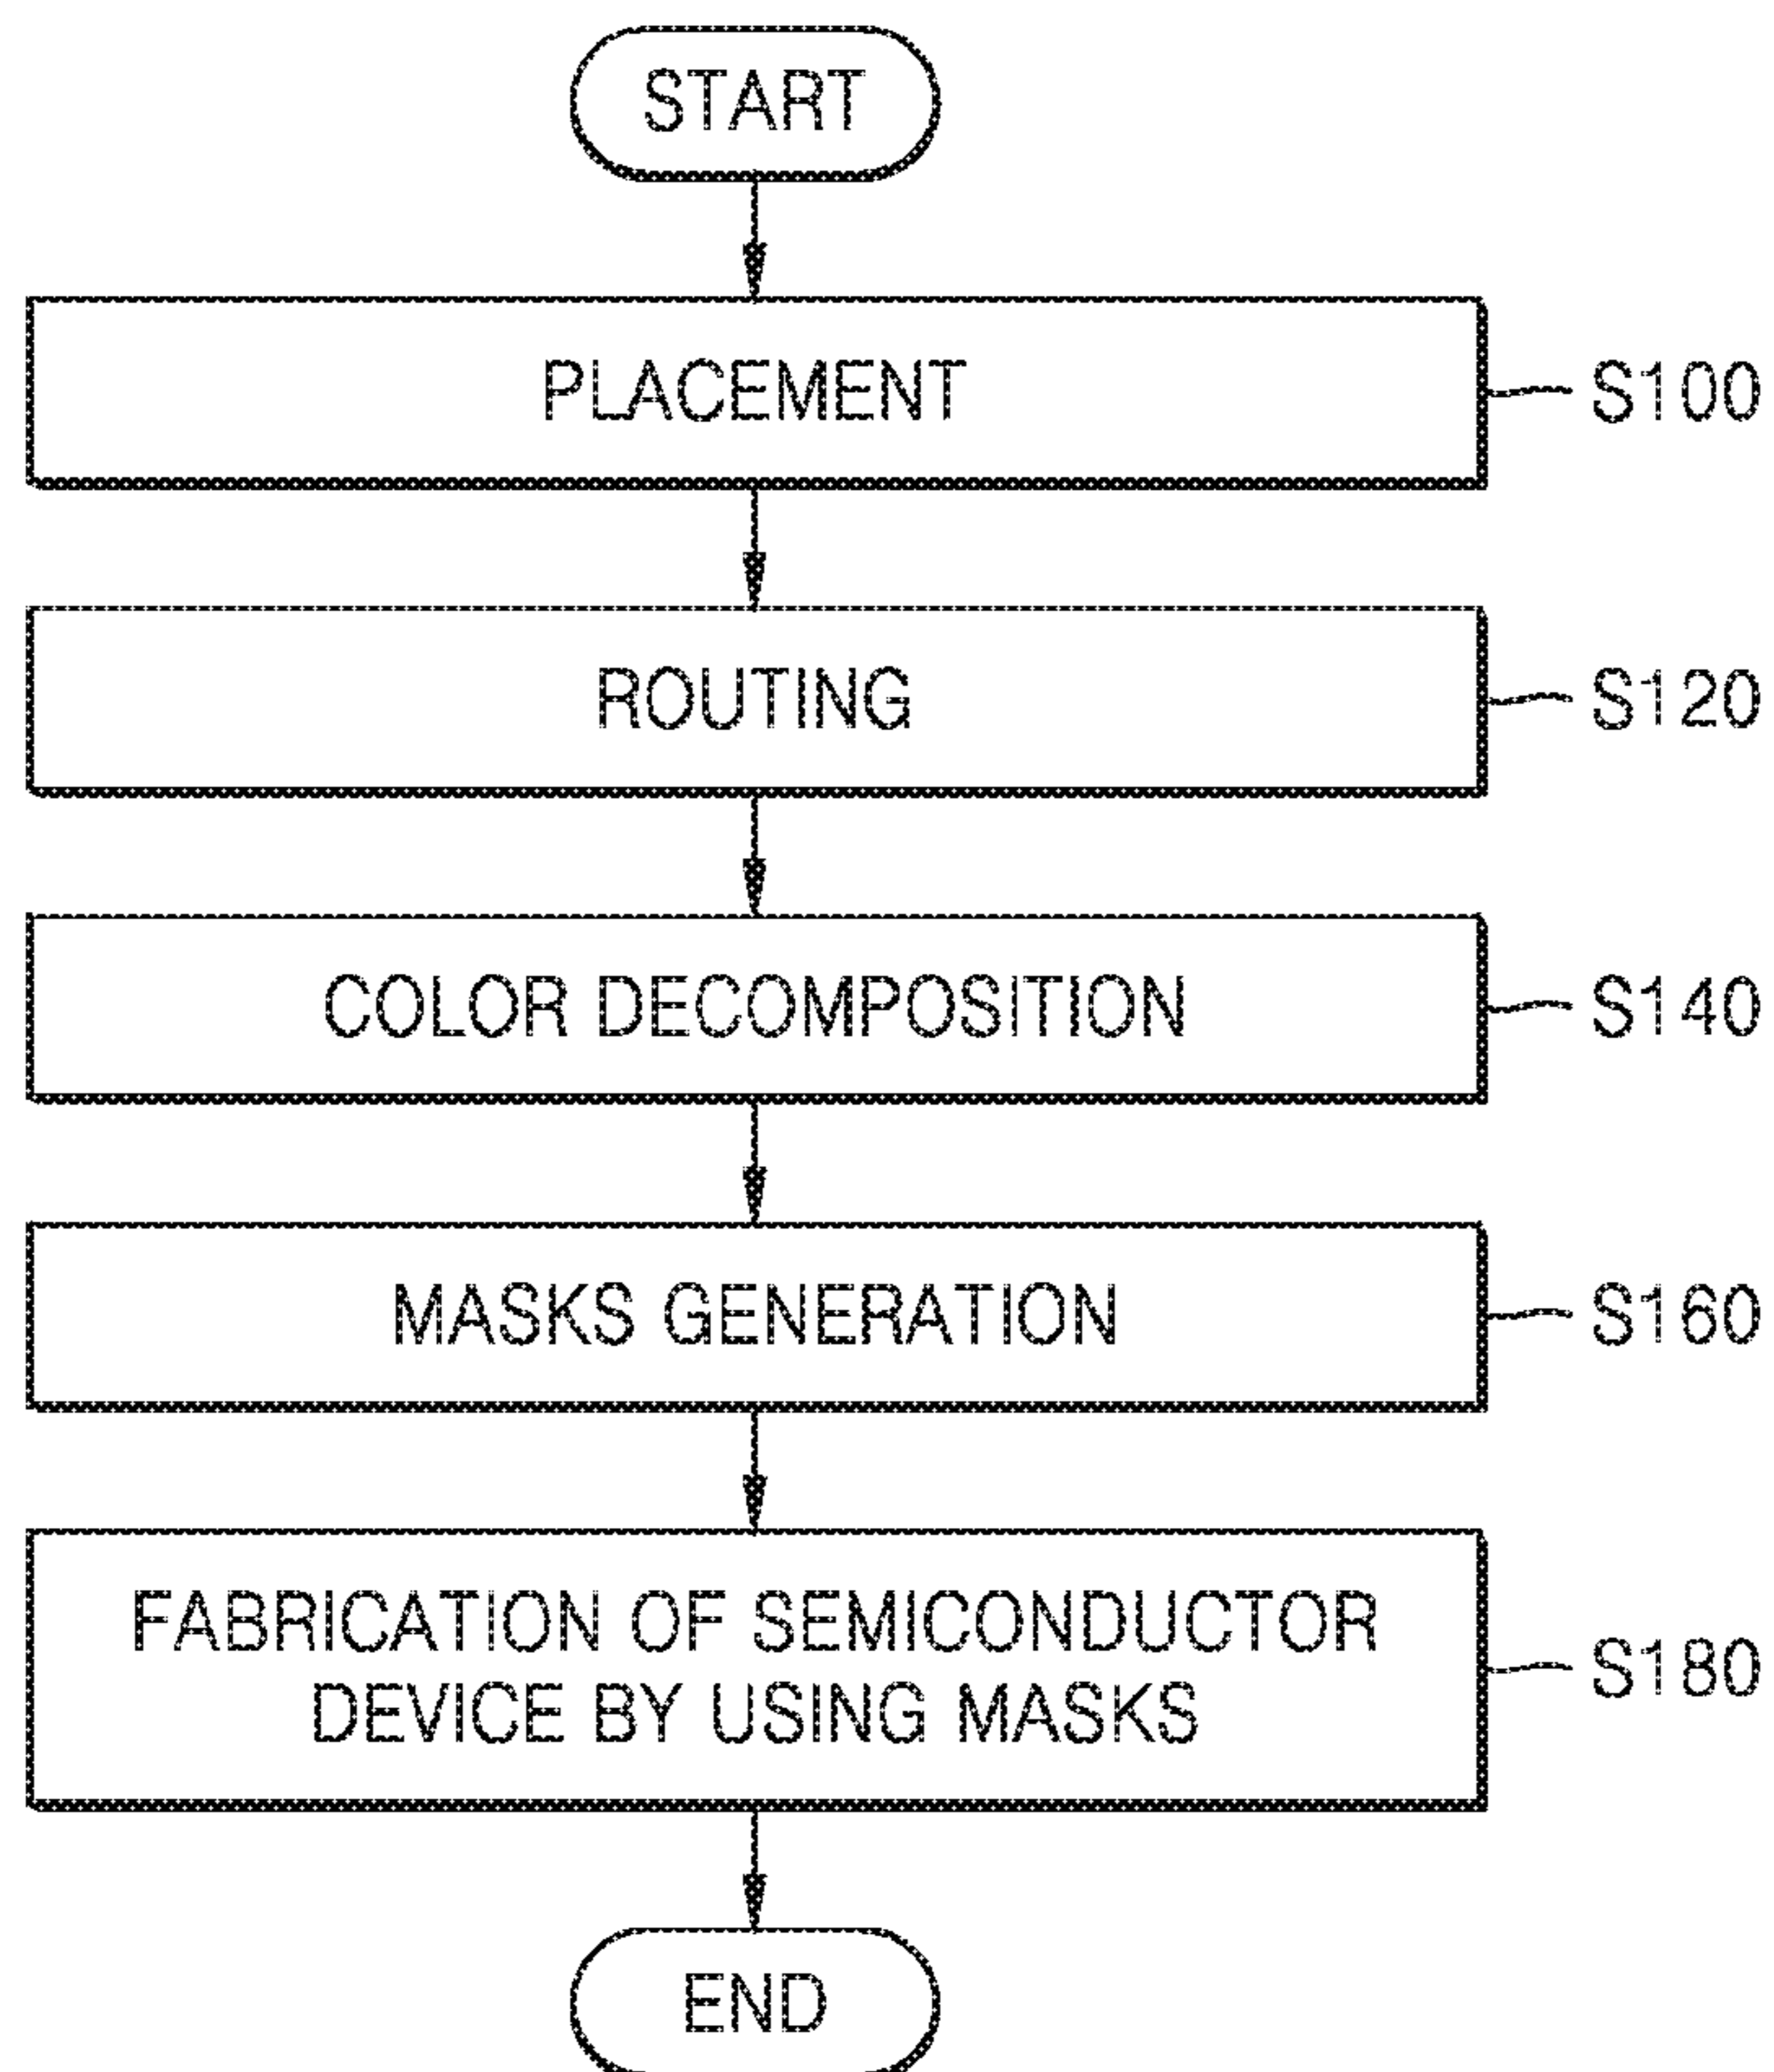 START
PLACEMENT
S100
ROUTING
S120
COLOR DECOMPOSITION
S140
MASKS GENERATION
S160
FABRICATION OF SEMICONDUCTOR
DEVICE BY USING MASKS
S180
END